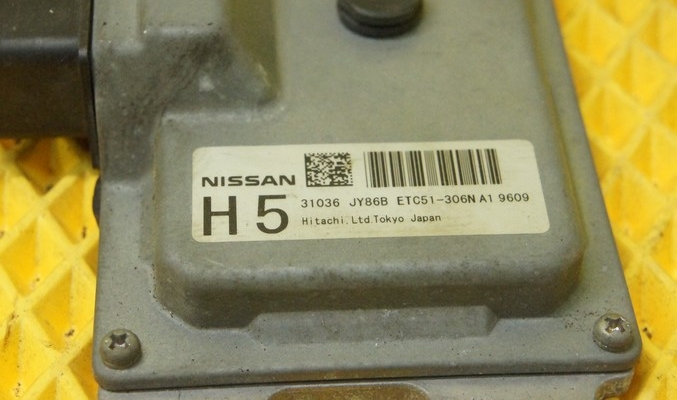 NISSAN
H5 31036 JY86B ETC51-306N A1 9609
Hitachi.Ltd.Tokyo Japan